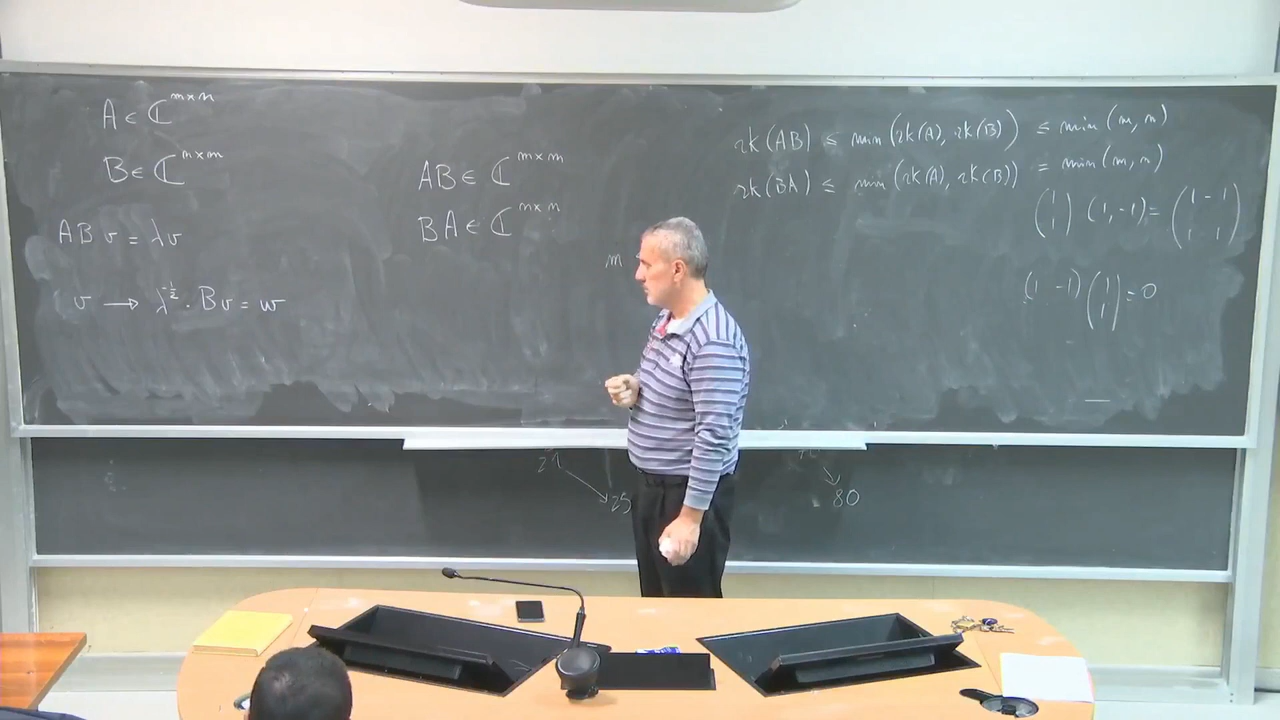 A ∈ ℂ^{m×n}
B ∈ ℂ^{n×m}
ABv = λv
v → λ^{-1/2} · Bv = w
AB ∈ ℂ^{m×m}
BA ∈ ℂ^{n×n}
m
rk(AB) ≤ min(rk(A), rk(B)) ≤ min(m, n)
rk(BA) ≤ min(rk(A), rk(B)) = min(m, n)
(1 1) (1, -1) = (1 -1 1 -1)
(1 -1) (1 1) = 0
21
25
80